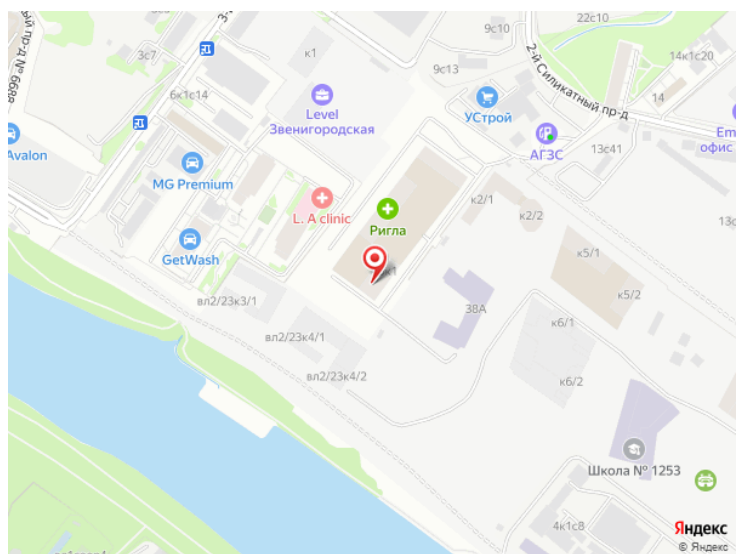 3с7
к1
9с10
22с10
9с13
14к1с20
14
6к1с14
2-й Силикатный пр-д
Level
Звенигородская
УСтрой
АГЗС
13с41
офис
Avalon
MG Premium
L. A clinic
Ригла
к2/1
к2/2
GetWash
к5/1
к5/2
вл2/23к3/1
38А
к6/1
вл2/23к4/1
вл2/23к4/2
к6/2
Школа № 1253
4к1с8
Яндекс
© Яндекс